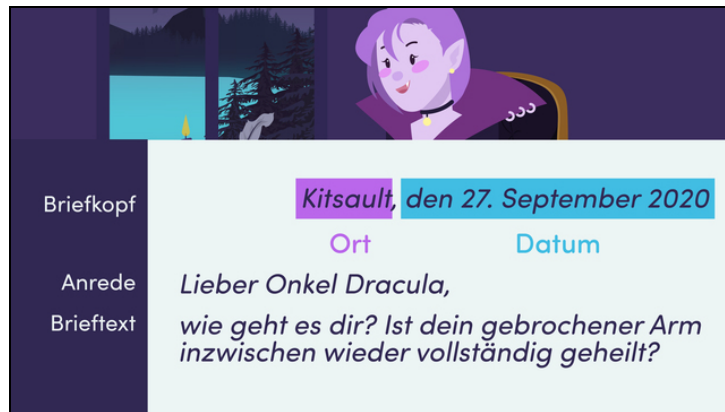 Briefkopf
Kitsault, den 27. September 2020
Ort
Datum
Anrede
Lieber Onkel Dracula,
Brieftext
wie geht es dir? Ist dein gebrochener Arm
inzwischen wieder vollständig geheilt?